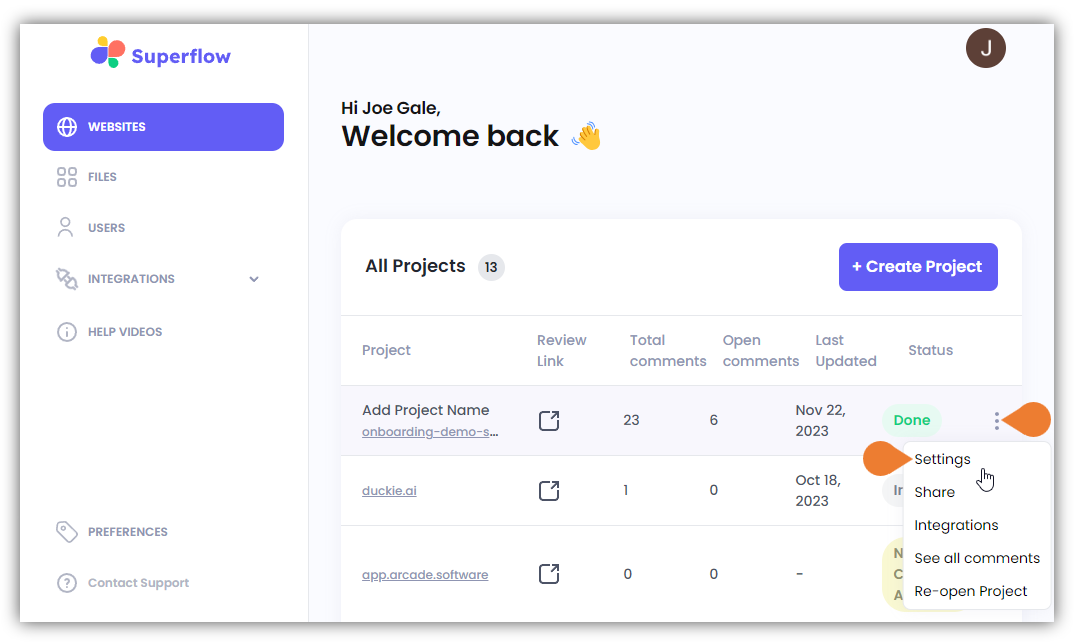 Superflow
J
WEBSITES
FILES
USERS
INTEGRATIONS
HELP VIDEOS
PREFERENCES
Contact Support
Hi Joe Gale,
Welcome back
All Projects 13
+ Create Project
Project
Review
Link
Total
comments
Open
comments
Last
Updated
Status
Add Project Name
onboarding-demo-s...
23
6
Nov 22,
2023
Done
duckie.ai
1
0
Oct 18,
2023
app.arcade.software
0
0
-
N
C
A
Settings
Share
Integrations
See all comments
Re-open Project